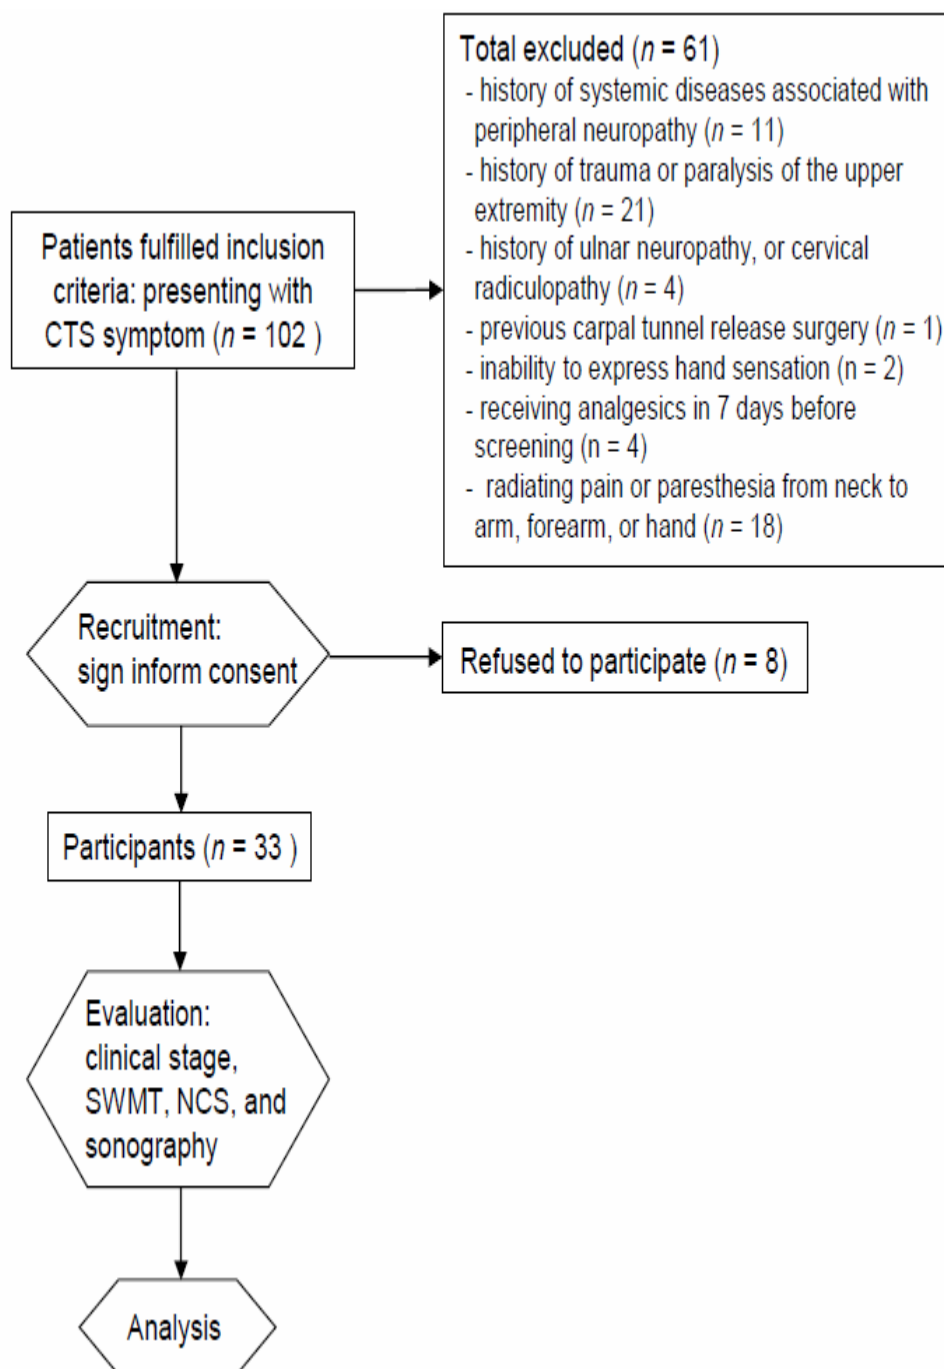 Total excluded (n = 61)
- history of systemic diseases associated with
peripheral neuropathy (n = 11)
- history of trauma or paralysis of the upper
extremity (n = 21)
- history of ulnar neuropathy, or cervical
radiculopathy (n = 4)
- previous carpal tunnel release surgery (n = 1)
- inability to express hand sensation (n = 2)
- receiving analgesics in 7 days before
screening (n = 4)
- radiating pain or paresthesia from neck to
arm, forearm, or hand (n = 18)
Patients fulfilled inclusion
criteria: presenting with
CTS symptom (n = 102 )
Recruitment:
sign inform consent
Refused to participate (n = 8)
Participants (n = 33 )
Evaluation:
clinical stage,
SWMT, NCS, and
sonography
Analysis